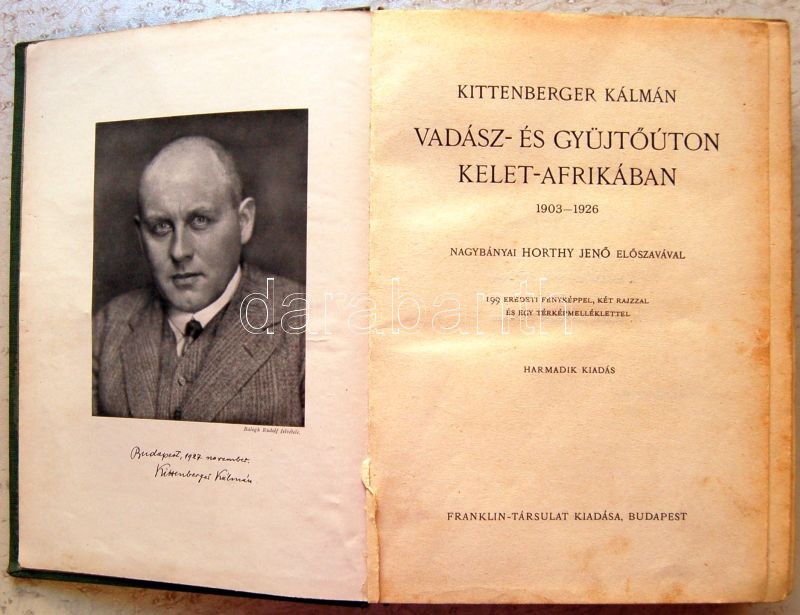 Balogh Rudolf felvétele.
Budapest, 1927 november.
Kittenberger Kálmán
KITTENBERGER KÁLMÁN
VADÁSZ- ÉS GYÜJTŐÚTON
KELET-AFRIKÁBAN
1903—1926
NAGYBÁNYAI HORTHY JENŐ ELŐSZAVÁVAL
199 EREDETI FÉNYKÉPPEL, KÉT RAJZZAL
ÉS EGY TÉRKÉPMELLÉKLETTEL
HARMADIK KIADÁS
FRANKLIN-TÁRSULAT KIADÁSA, BUDAPEST
darabanth